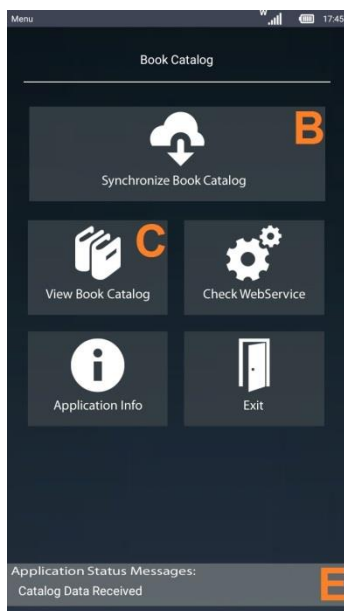 Menu
W
17:45
Book Catalog
B
Synchronize Book Catalog
C
View Book Catalog
Check WebService
Application Info
Exit
Application Status Messages:
E
Catalog Data Received